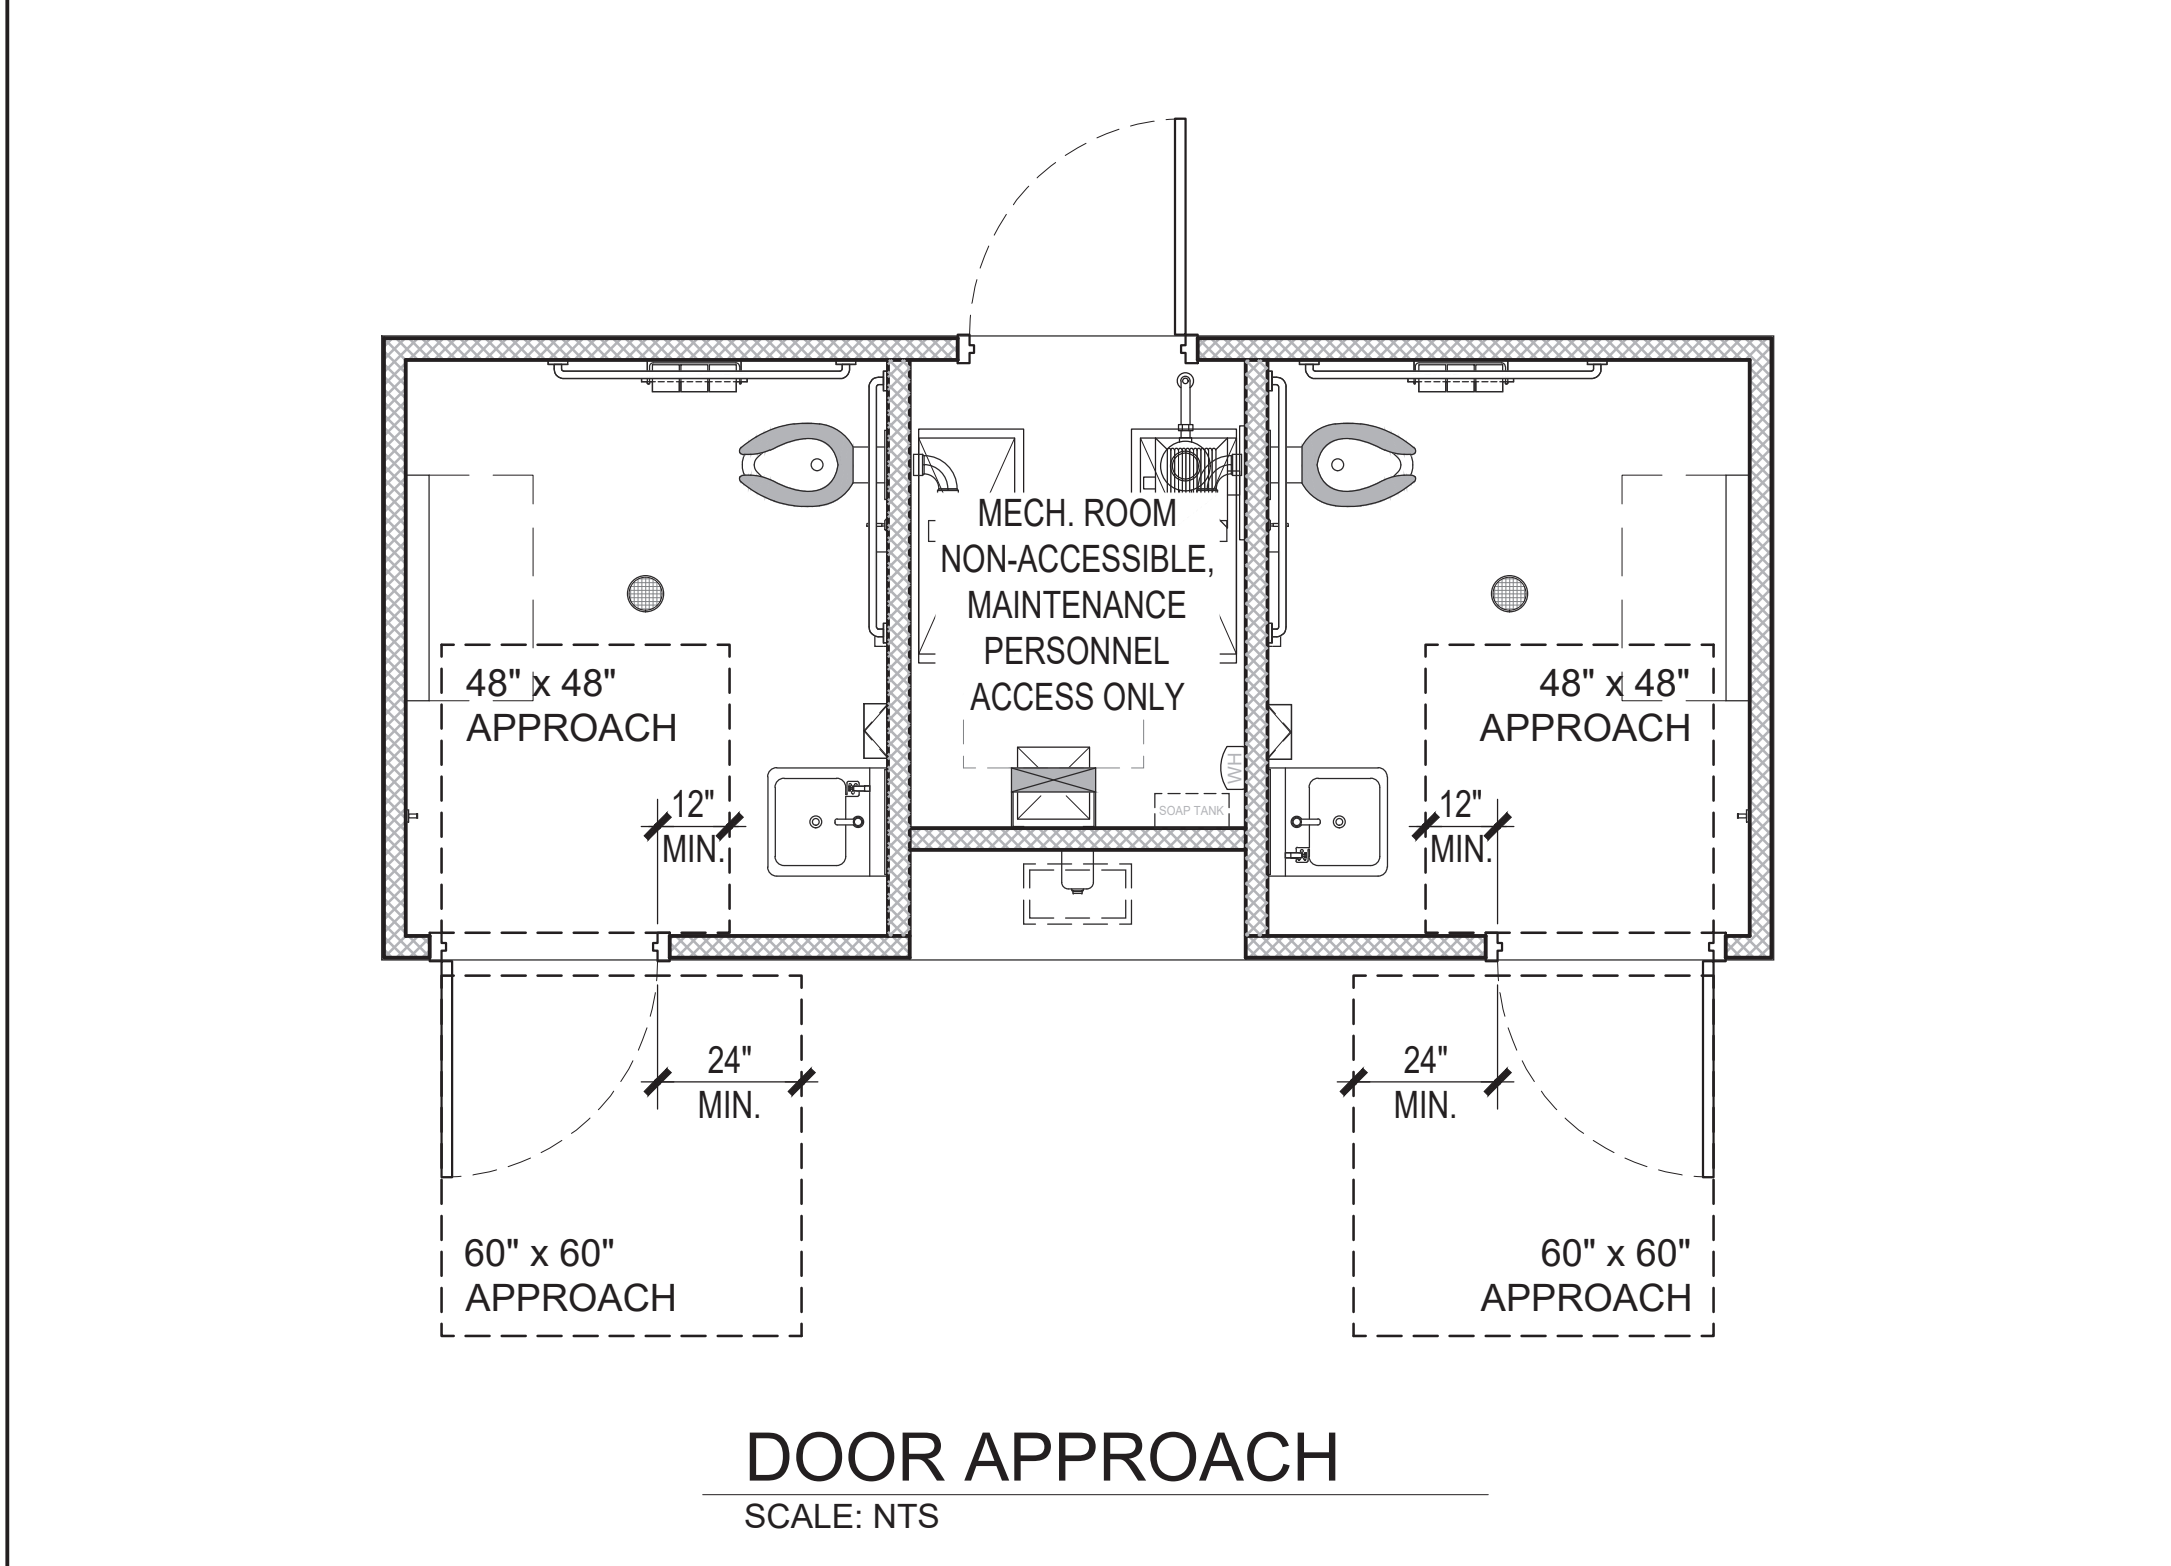 MECH. ROOM
NON-ACCESSIBLE,
MAINTENANCE
PERSONNEL
ACCESS ONLY
48" x 48"
APPROACH
48" x 48"
APPROACH
12"
MIN.
WH
SOAP TANK
12"
MIN.
24"
MIN.
24"
MIN.
60" x 60"
APPROACH
60" x 60"
APPROACH
DOOR APPROACH
SCALE: NTS